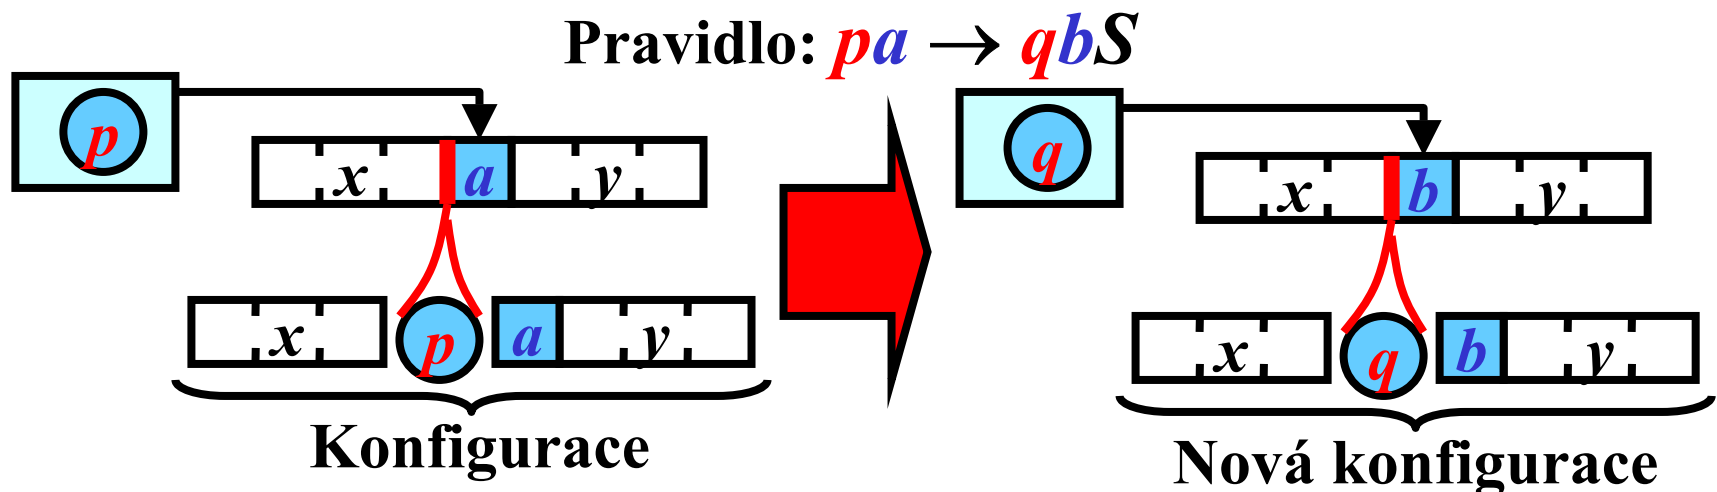 Pravidlo: pa → qbS
p
q
x a y
x b y
x p a y
x q b y
Konfigurace
Nová konfigurace